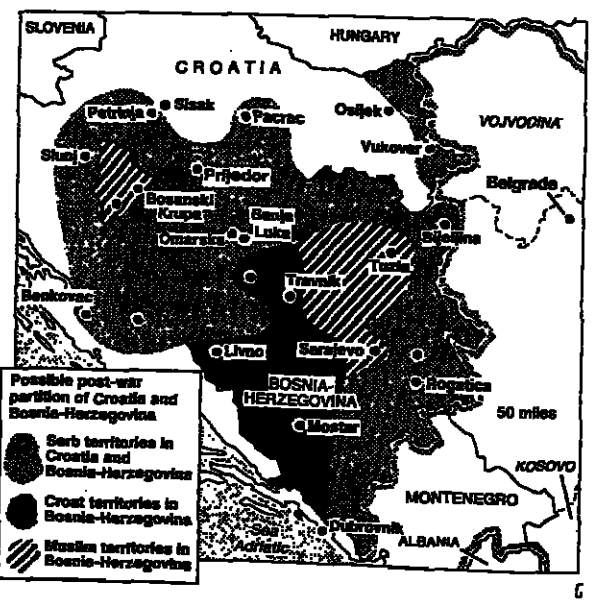 SLOVENIA
HUNGARY
CROATIA
Petrinja
Sisak
Pacrac
Osijek
VOJVODINA
Slunj
Vukovar
Prijedor
Belgrade
Bosanski
Krupa
Banja
Luka
Omarska
Bijeljina
Tuzla
Travnik
Benkovac
Livno
Sarajevo
Rogatica
BOSNIA-
HERZEGOVINA
Mostar
50 miles
KOSOVO
MONTENEGRO
Dubrovnik
ALBANIA
Sea
Adriatic
Possible post-war
partition of Croatia and
Bosnia-Herzegovina
Serb territories in
Croatia and
Bosnia-Herzegovina
Croat territories in
Bosnia-Herzegovina
Muslim territories in
Bosnia-Herzegovina
G